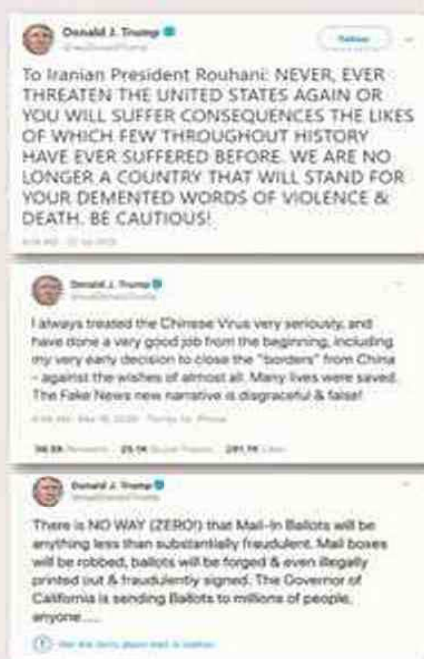 Donald J. Trump
Follow
To Iranian President Rouhani: NEVER, EVER
THREATEN THE UNITED STATES AGAIN OR
YOU WILL SUFFER CONSEQUENCES THE LIKES
OF WHICH FEW THROUGHOUT HISTORY
HAVE EVER SUFFERED BEFORE. WE ARE NO
LONGER A COUNTRY THAT WILL STAND FOR
YOUR DEMENTED WORDS OF VIOLENCE &
DEATH. BE CAUTIOUS!
Donald J. Trump
I always treated the Chinese Virus very seriously, and
have done a very good job from the beginning, including
my very early decision to close the "borders" from China
- against the wishes of almost all. Many lives were saved.
The Fake News new narrative is disgraceful & false!
Donald J. Trump
There is NO WAY (ZERO!) that Mail-In Ballots will be
anything less than substantially fraudulent. Mail boxes
will be robbed, ballots will be forged & even illegally
printed out & fraudulently signed. The Governor of
California is sending Ballots to millions of people,
anyone.....